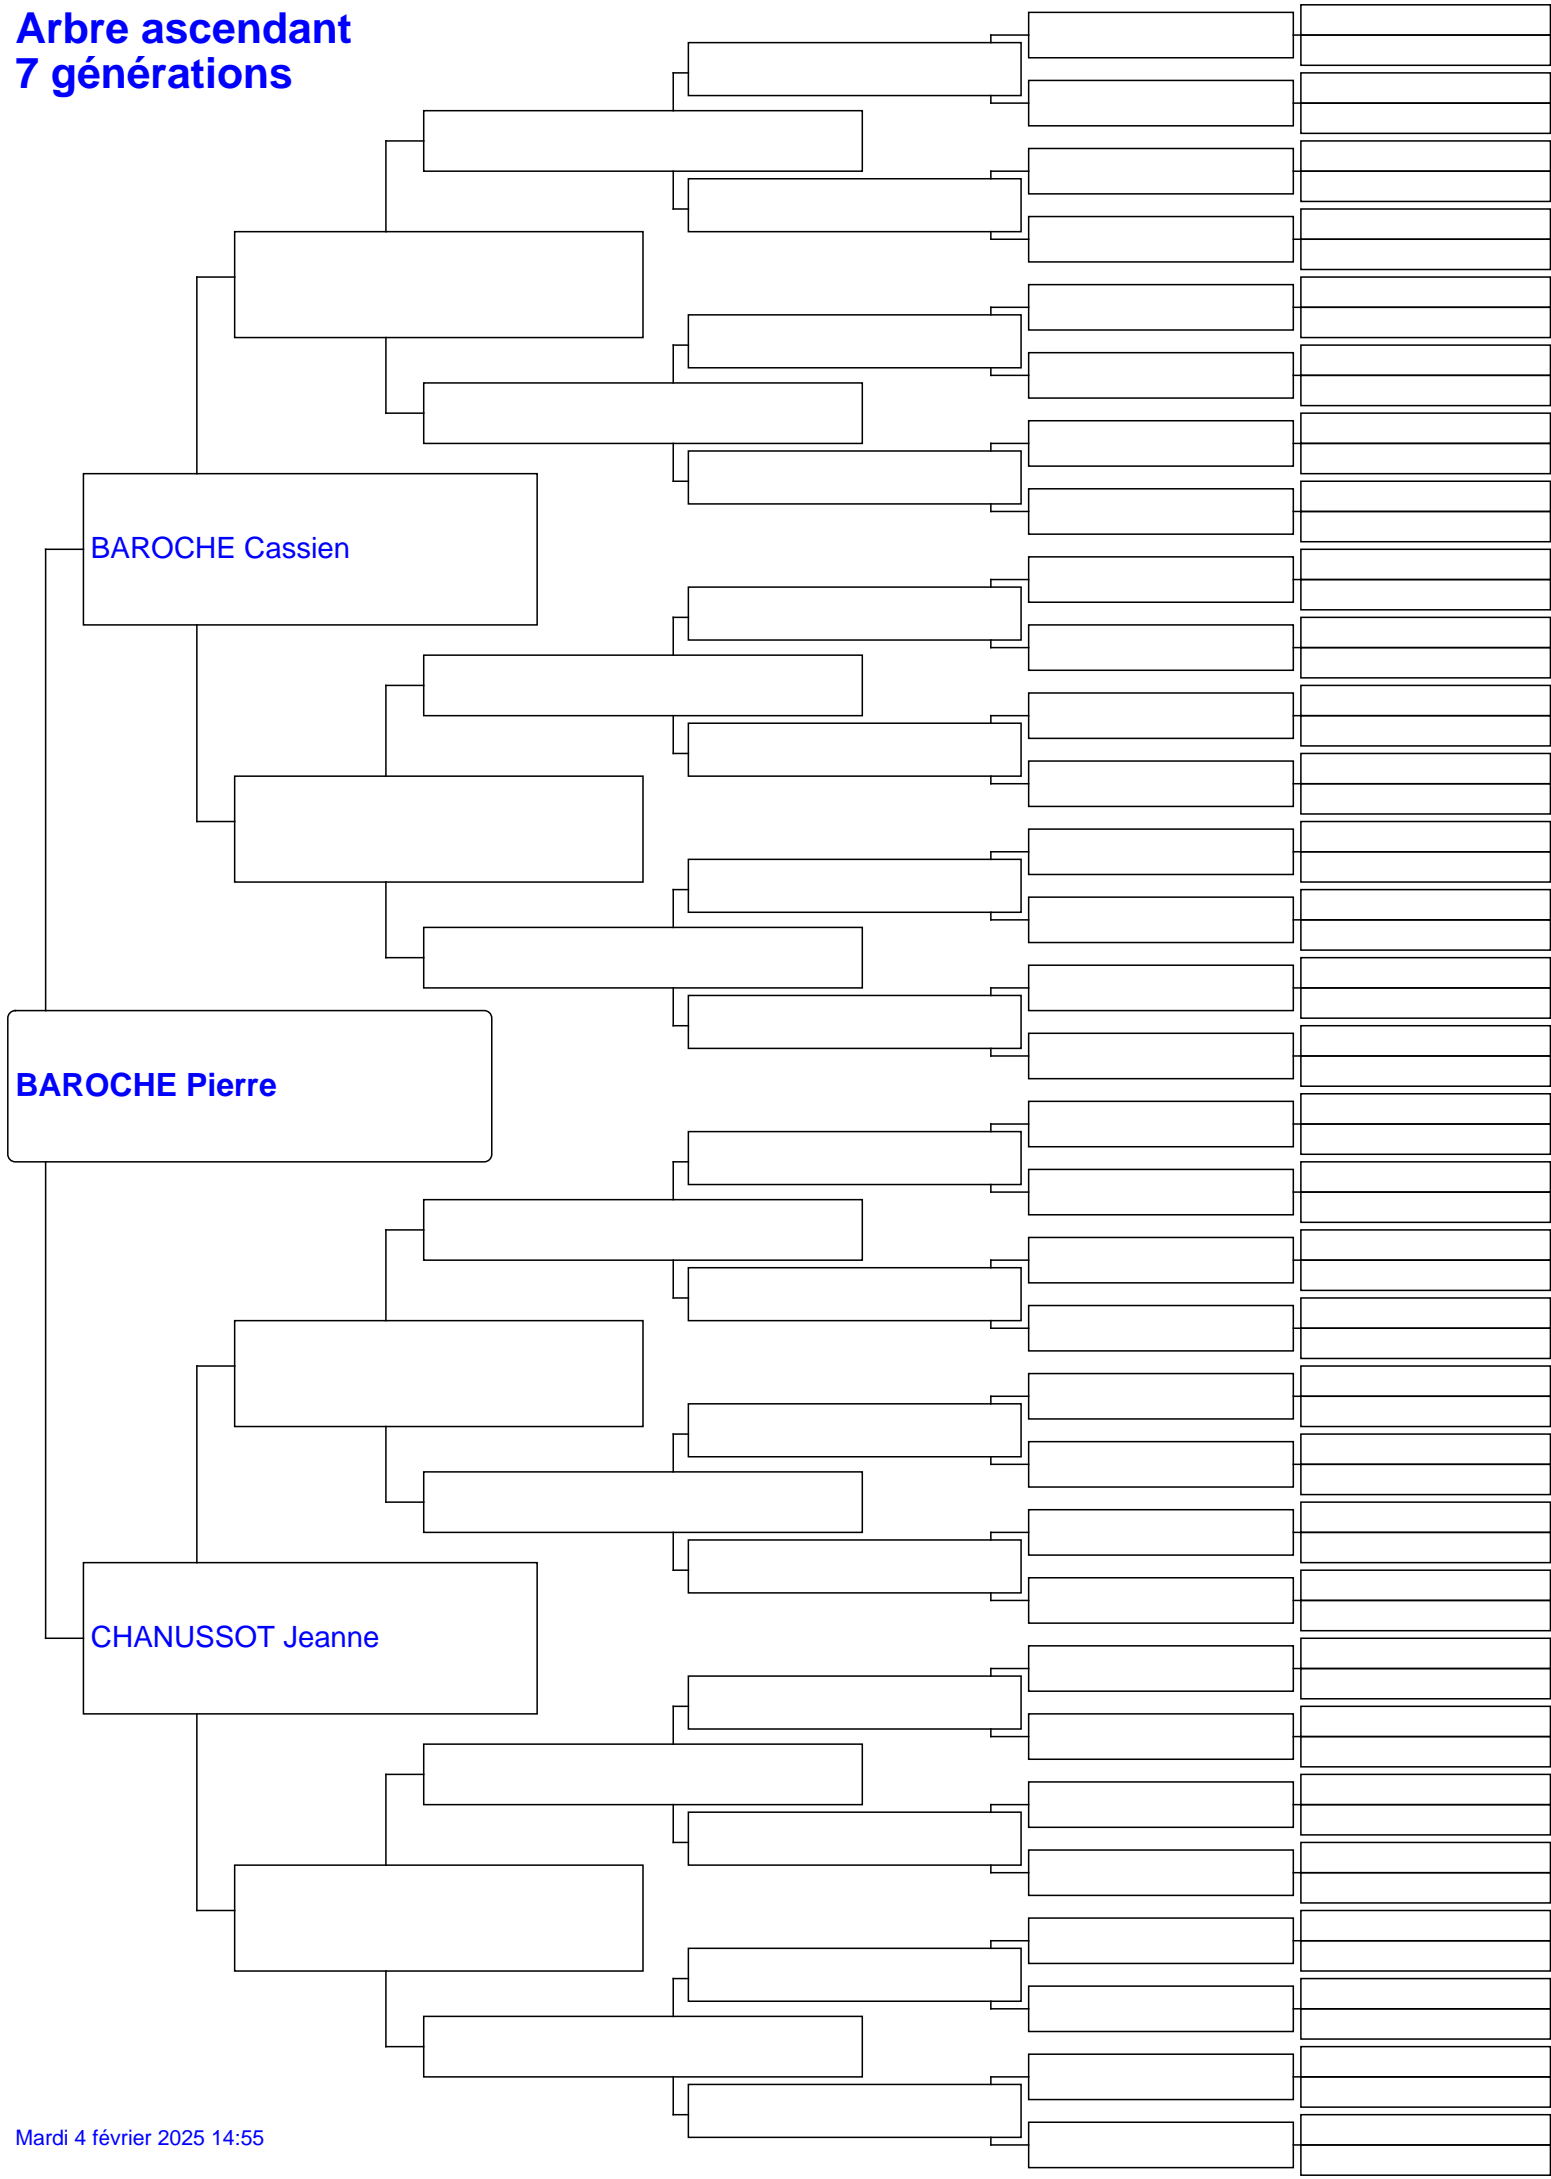 Arbre ascendant
7 générations
BAROCHE Cassien
BAROCHE Pierre
CHANUSSOT Jeanne
Mardi 4 février 2025 14:55